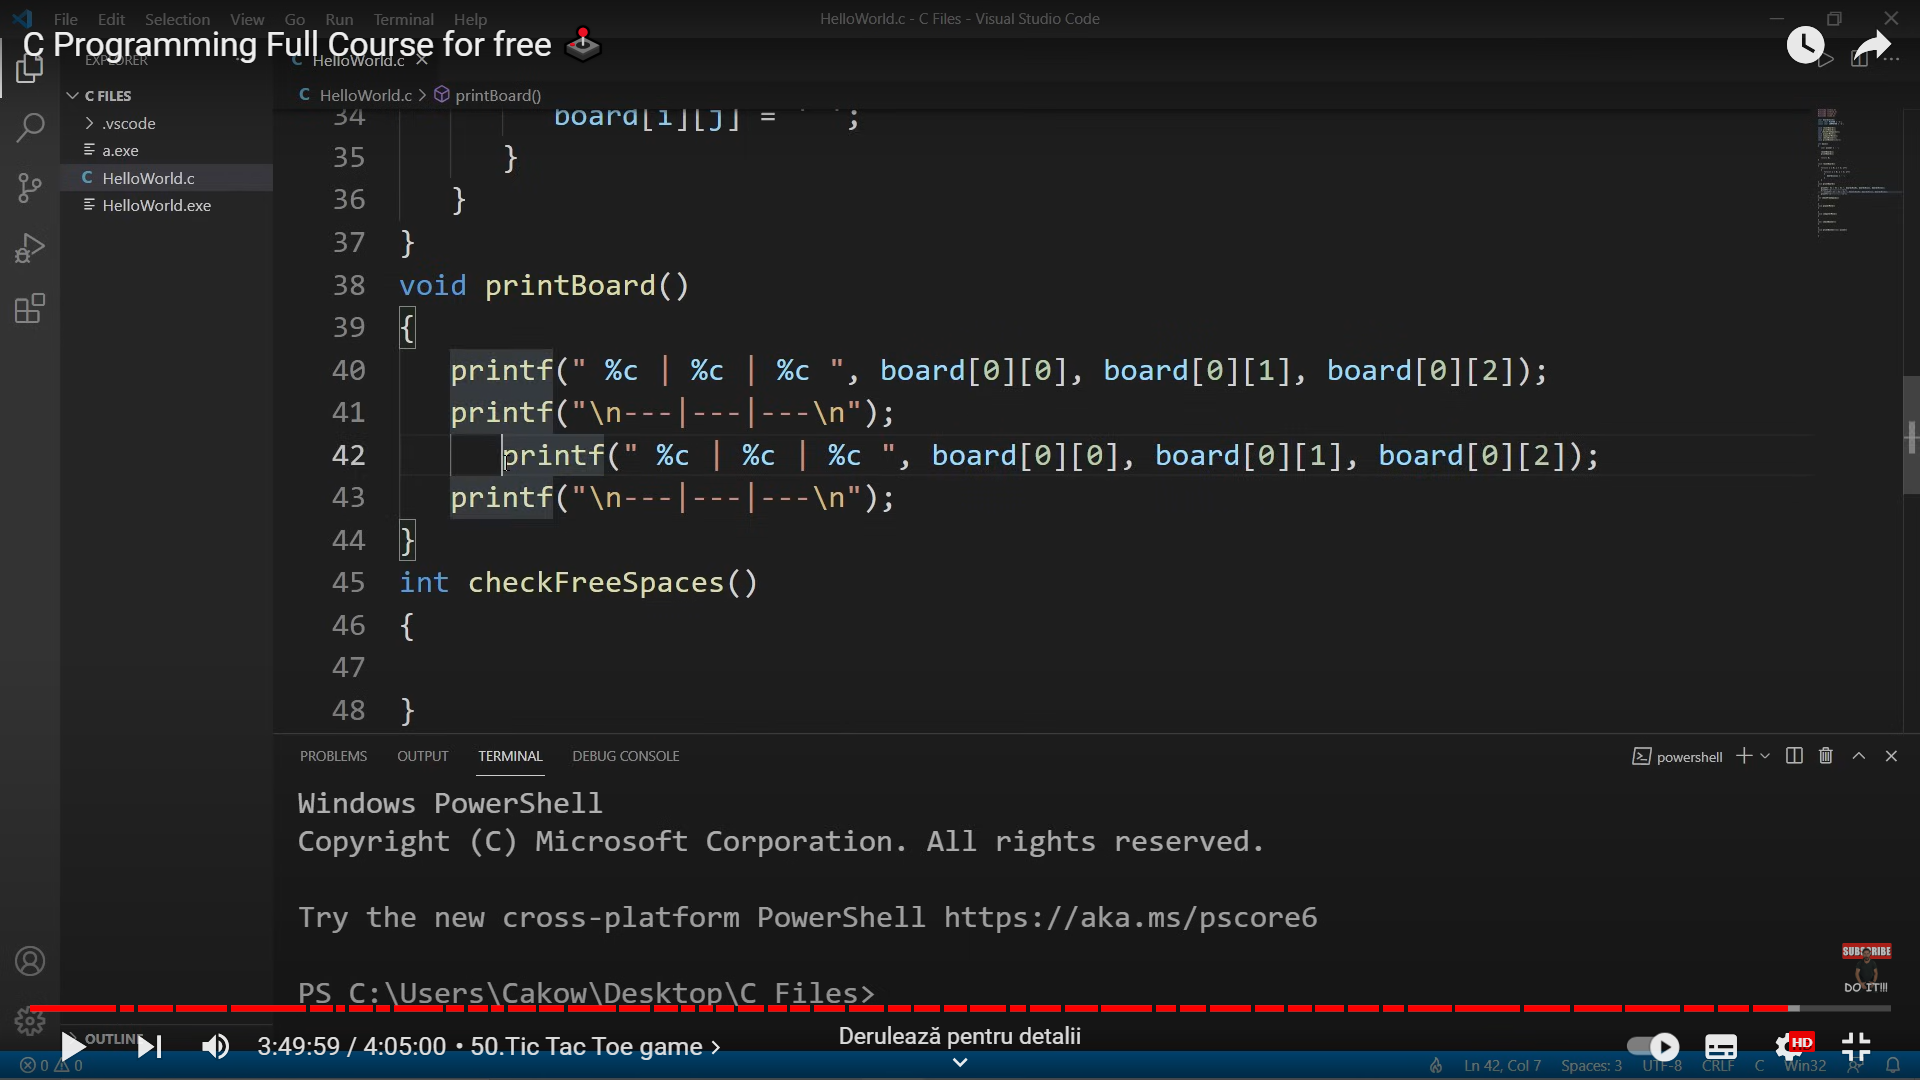 File Edit Selection View Go Run Terminal Help
HelloWorld.c - C Files - Visual Studio Code
C Programming Full Course for free
EXPLORER
HelloWorld.c
C FILES
HelloWorld.c > printBoard()
.vscode
a.exe
HelloWorld.c
HelloWorld.exe
34 board[i][j] = ' ';
35 }
36 }
37 }
38 void printBoard()
39 {
40 printf(" %c | %c | %c ", board[0][0], board[0][1], board[0][2]);
41 printf("\n---|---|---\n");
42 printf(" %c | %c | %c ", board[0][0], board[0][1], board[0][2]);
43 printf("\n---|---|---\n");
44 }
45 int checkFreeSpaces()
46 {
47
48 }
PROBLEMS OUTPUT TERMINAL DEBUG CONSOLE
powershell
Windows PowerShell
Copyright (C) Microsoft Corporation. All rights reserved.
Try the new cross-platform PowerShell https://aka.ms/pscore6
PS C:\Users\Cakow\Desktop\C Files>
SUBSCRIBE
DO IT!!!
OUTLINE
3:49:59 / 4:05:00 • 50.Tic Tac Toe game >
Derulează pentru detalii
HD
0 0
Ln 42, Col 7 Spaces: 3 UTF-8 CRLF C Win32